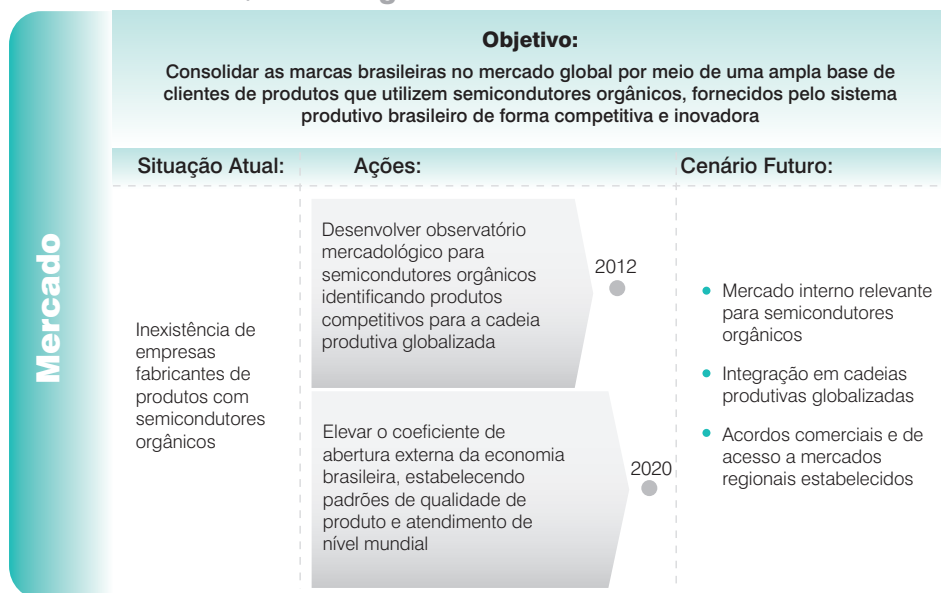 Objetivo:
Consolidar as marcas brasileiras no mercado global por meio de uma ampla base de
clientes de produtos que utilizem semicondutores orgânicos, fornecidos pelo sistema
produtivo brasileiro de forma competitiva e inovadora
Mercado
Situação Atual:
Inexistência de
empresas
fabricantes de
produtos com
semicondutores
orgânicos
Ações:
Desenvolver observatório
mercadológico para
semicondutores orgânicos
identificando produtos
competitivos para a cadeia
produtiva globalizada
2012
Elevar o coeficiente de
abertura externa da economia
brasileira, estabelecendo
padrões de qualidade de
produto e atendimento de
nível mundial
2020
Cenário Futuro:
• Mercado interno relevante
para semicondutores
orgânicos
• Integração em cadeias
produtivas globalizadas
• Acordos comerciais e de
acesso a mercados
regionais estabelecidos